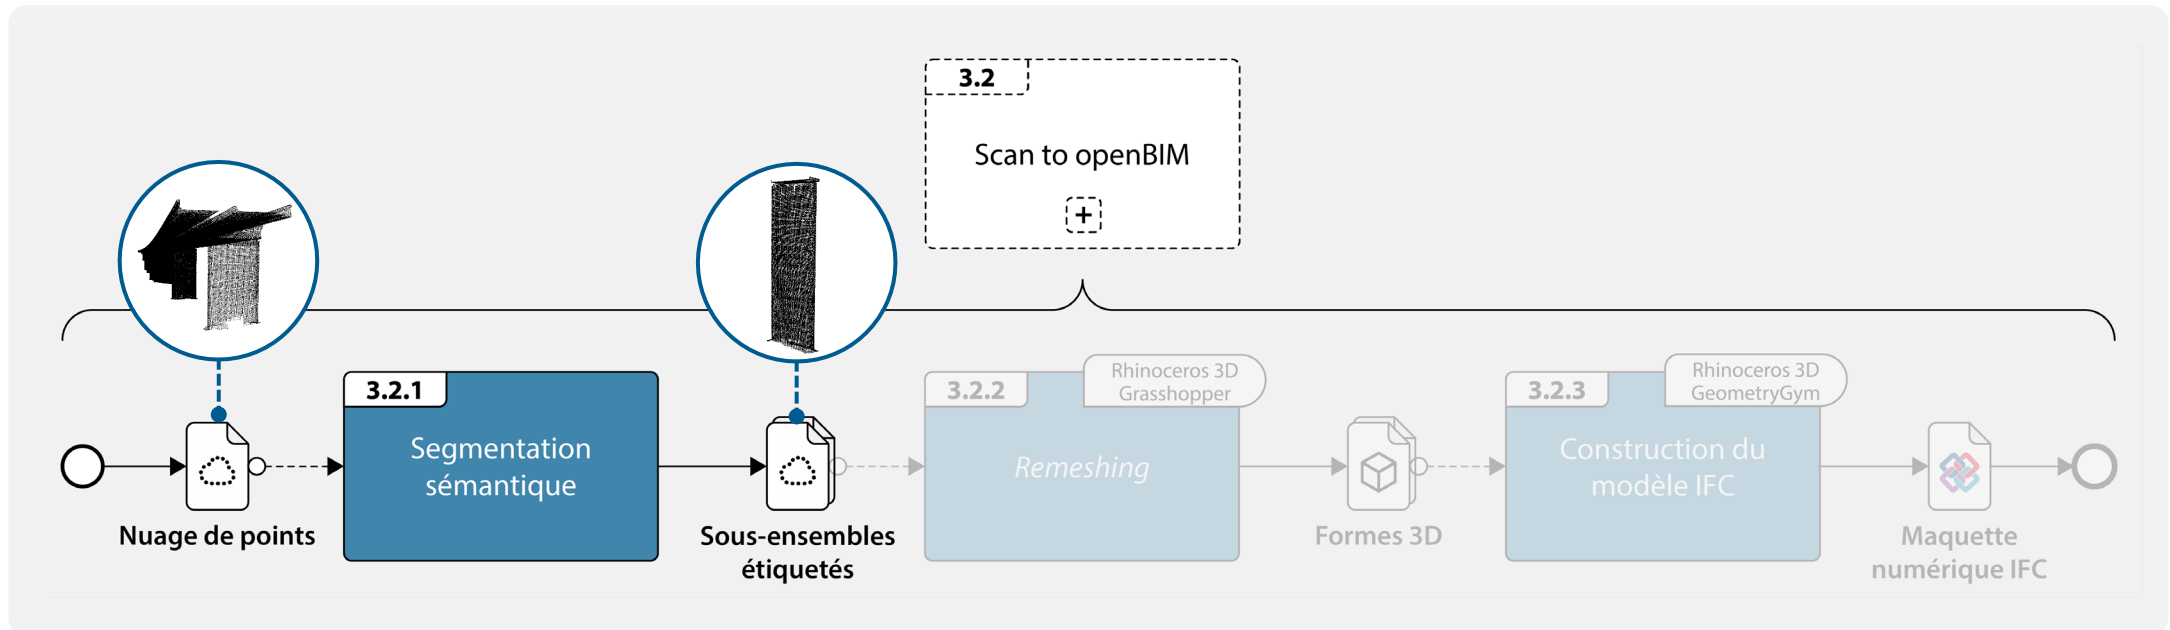 3.2
Scan to openBIM
3.2.1
Segmentation
sémantique
Nuage de points
Sous-ensembles
étiquetés
3.2.2
Rhinoceros 3D
Grasshopper
Remeshing
Formes 3D
3.2.3
Rhinoceros 3D
GeometryGym
Construction du
modèle IFC
Maquette
numérique IFC